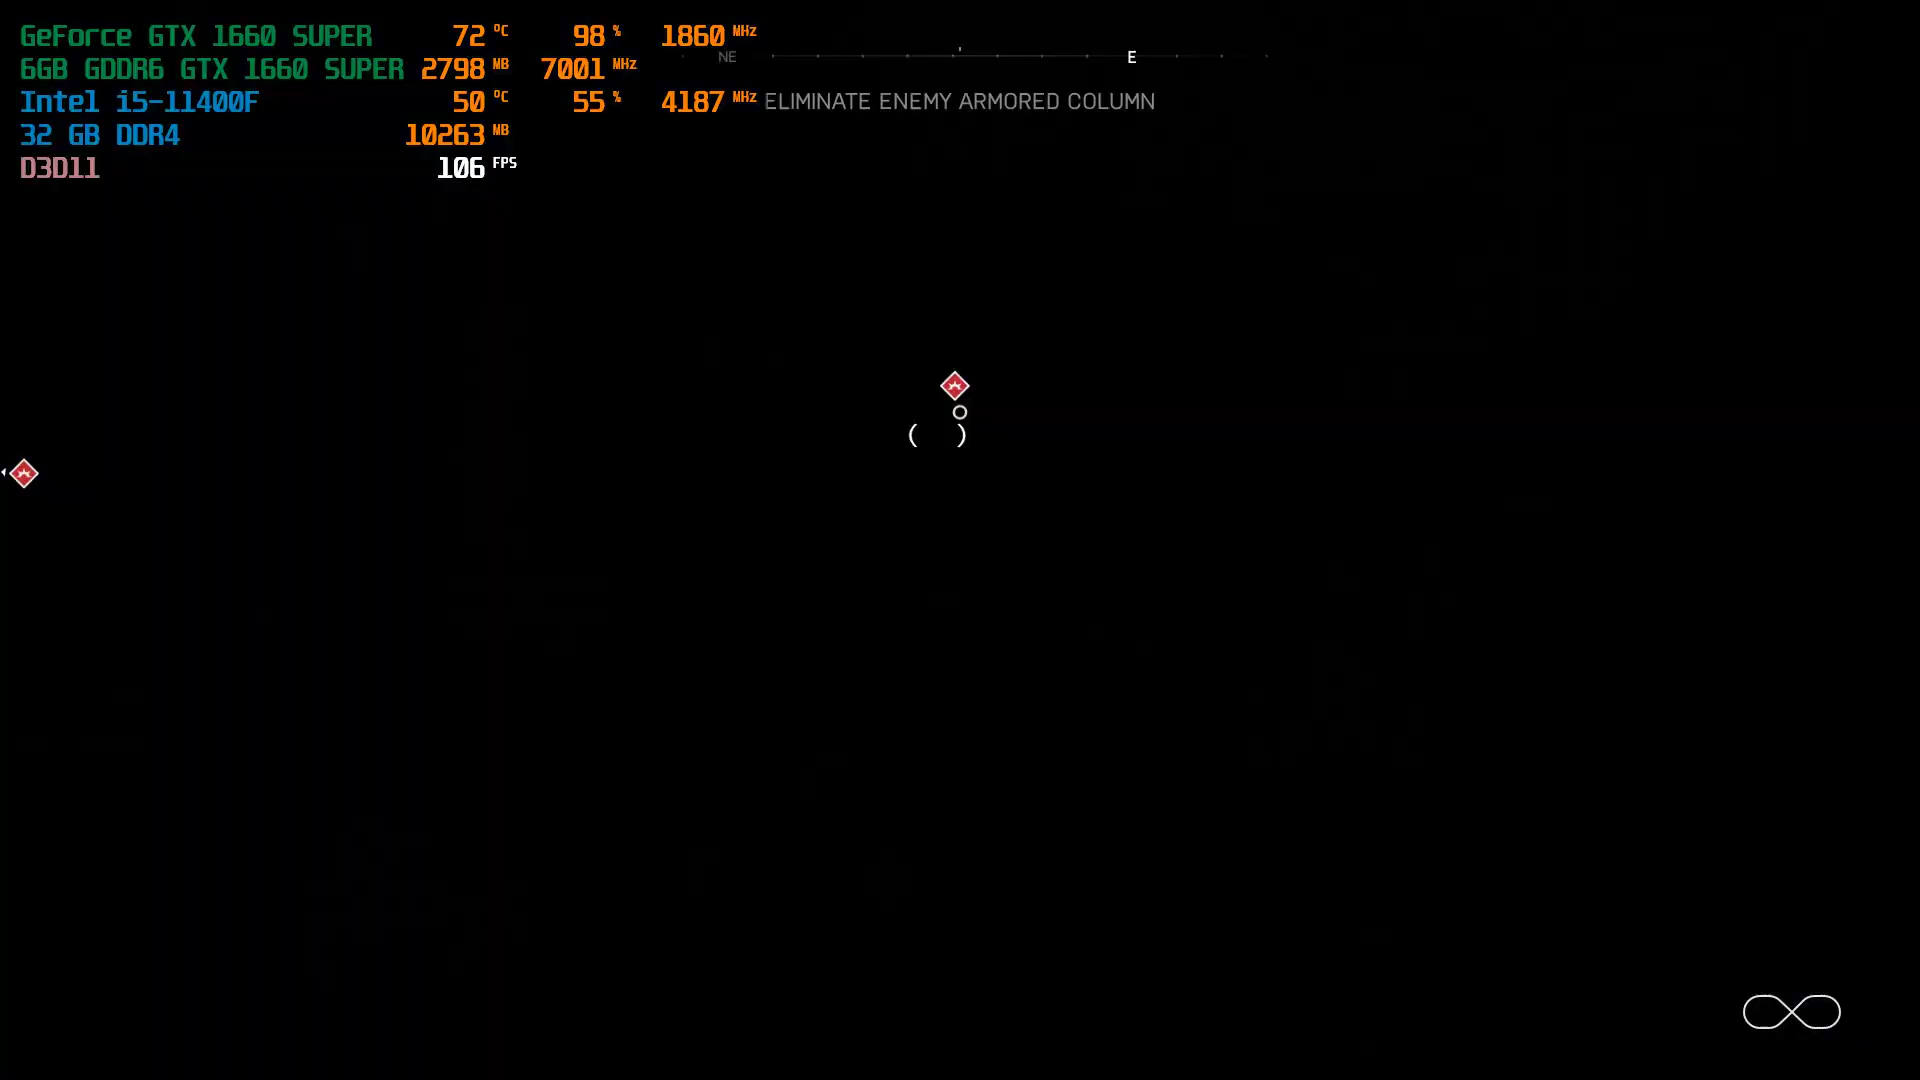 GeForce GTX 1660 SUPER 72 °C 98 % 1860 MHz
NE E
6GB GDDR6 GTX 1660 SUPER 2798 MB 7001 MHz
Intel i5-11400F 50 °C 55 % 4187 MHz
ELIMINATE ENEMY ARMORED COLUMN
32 GB DDR4 10263 MB
D3D11 106 FPS
( )